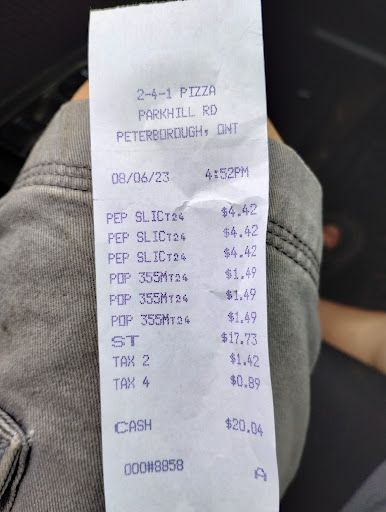 2-4-1 PIZZA
PARKHILL RD
PETERBOROUGH, ONT
08/06/23 4:52PM
PEP SLICT24 $4.42
PEP SLICT24 $4.42
PEP SLICT24 $4.42
POP 355MT24 $1.49
POP 355MT24 $1.49
POP 355MT24 $1.49
ST $17.73
TAX 2 $1.42
TAX 4 $0.89
CASH $20.04
000#8858 A